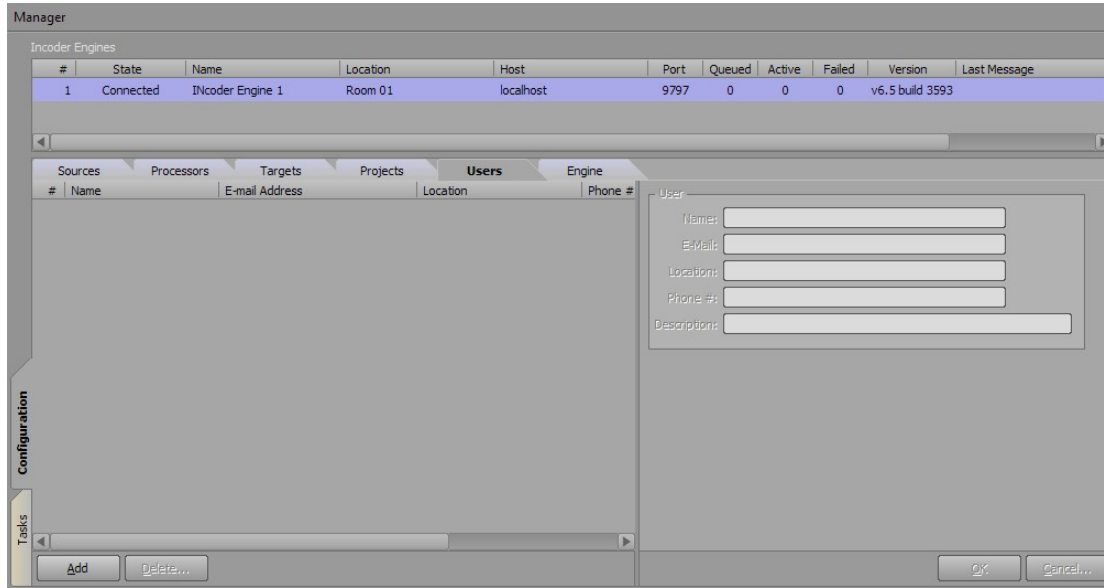 Manager
Incoder Engines
# State Name Location Host Port Queued Active Failed Version Last Message
1 Connected INcoder Engine 1 Room 01 localhost 9797 0 0 0 v6.5 build 3593
Sources Processors Targets Projects Users Engine
# Name E-mail Address Location Phone #
User
Name:
E-Mail:
Location:
Phone #:
Description:
Configuration
Tasks
Add Delete... OK Cancel...